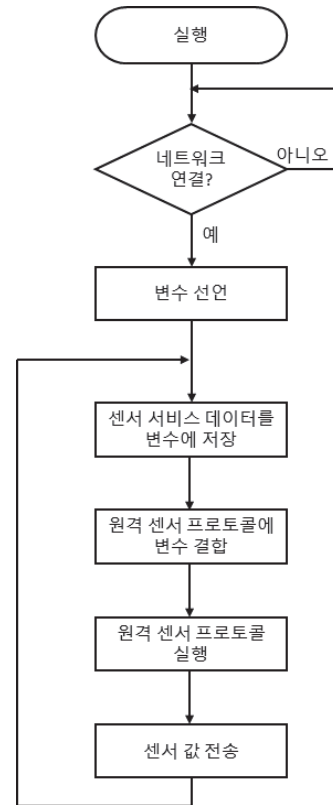 실행
네트워크
연결?
아니오
예
변수 선언
센서 서비스 데이터를
변수에 저장
원격 센서 프로토콜에
변수 결합
원격 센서 프로토콜
실행
센서 값 전송